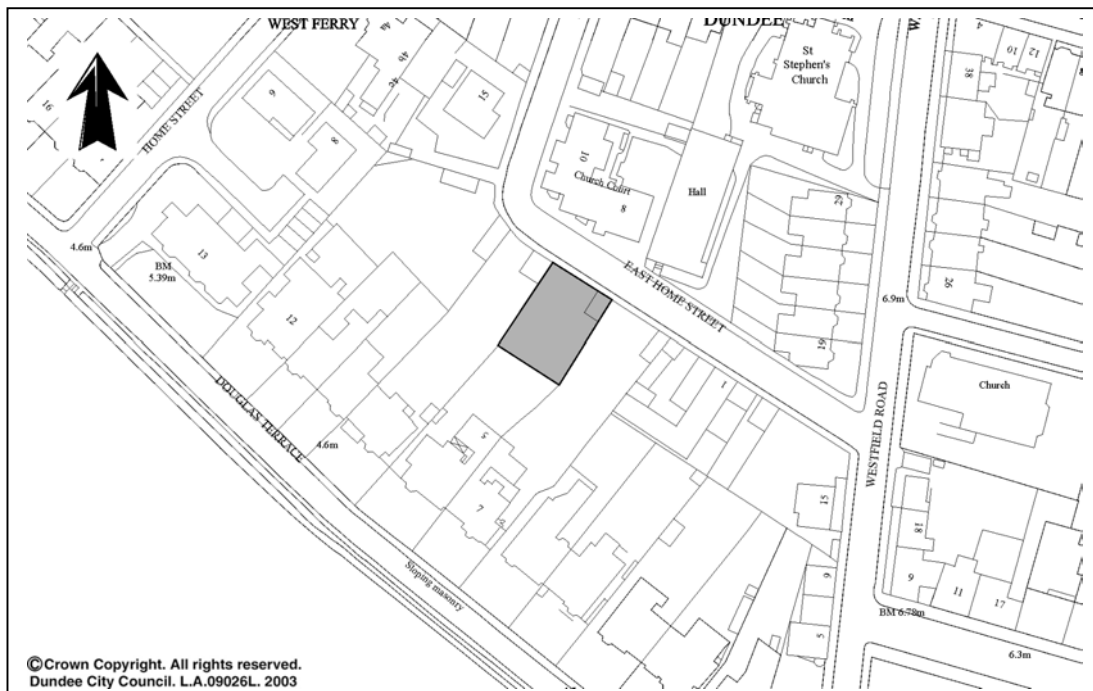 WEST FERRY
DUNDEE
St
Stephen's
Church
HOME STREET
16
9
8
4b
4c
15
10
Church Court
8
Hall
38
10
12
4
29
19
26
6.9m
4.6m
BM
5.39m
13
12
EAST HOME STREET
1
Church
DOUGLAS TERRACE
4.6m
5
7
WESTFIELD ROAD
15
18
9
11
17
9
5
BM 6.78m
6.3m
Sloping masonry
©Crown Copyright. All rights reserved.
Dundee City Council. L.A.09026L. 2003